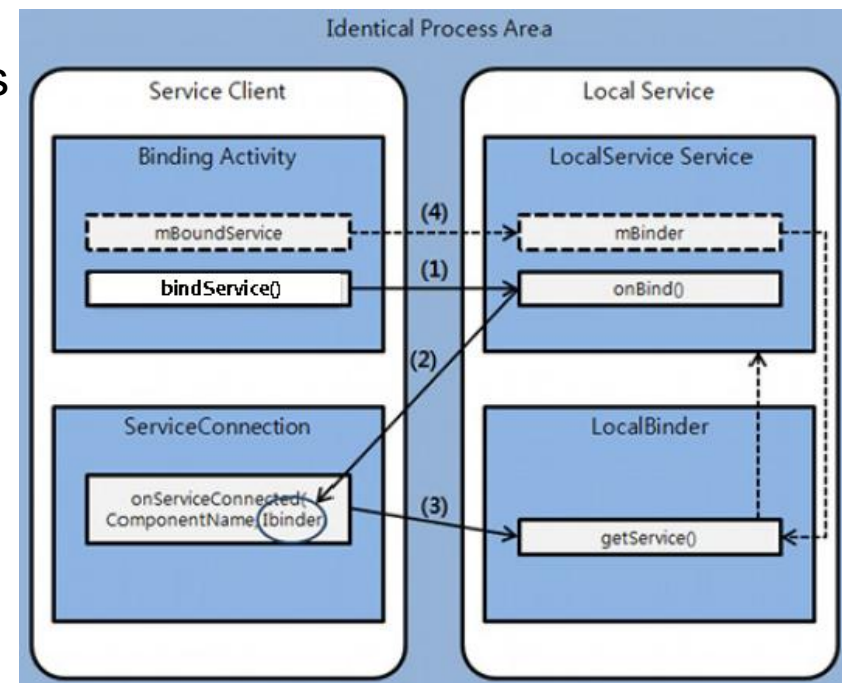 s
Identical Process Area
Service Client
Binding Activity
mBoundService
bindService()
ServiceConnection
onServiceConnected(
ComponentName, Ibinder)
(4)
(1)
(2)
(3)
Local Service
LocalService Service
mBinder
onBind()
LocalBinder
getService()